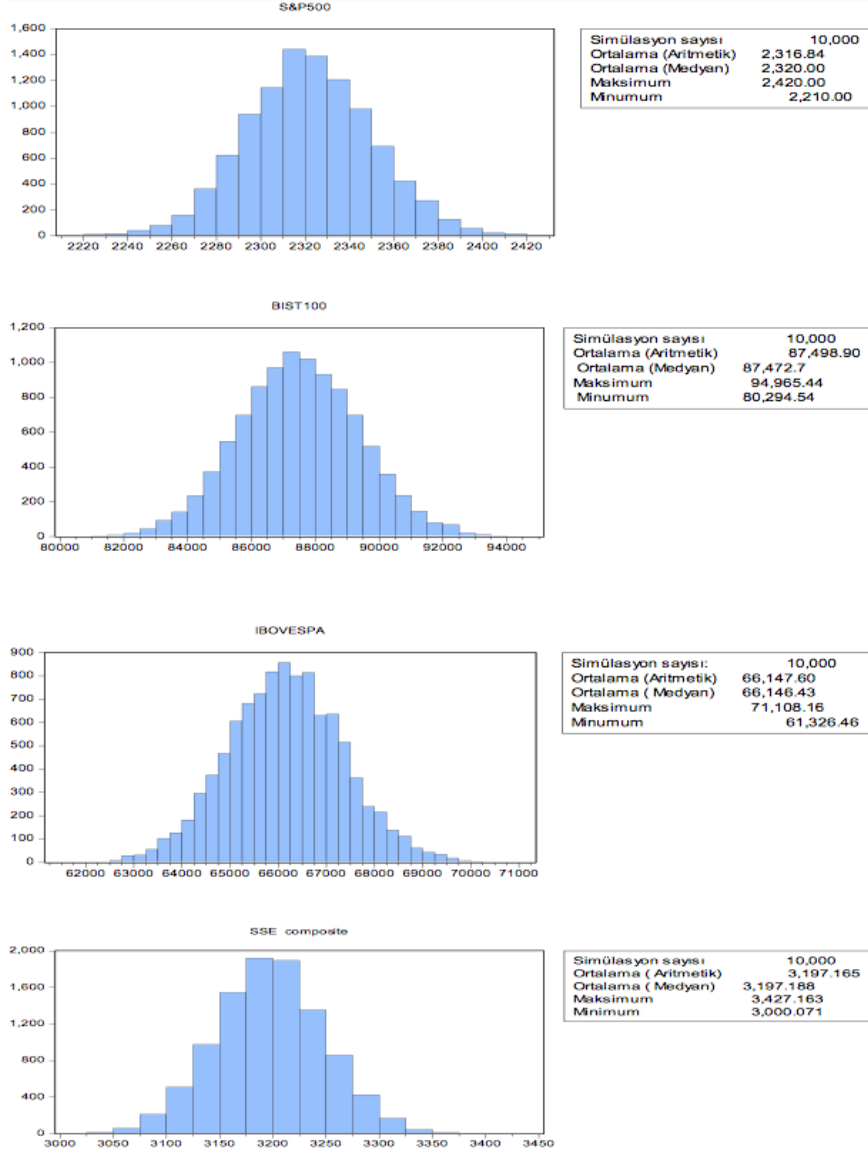 S&P500
1,600
1,400
1,200
1,000
800
600
400
200
0
2220 2240 2260 2280 2300 2320 2340 2360 2380 2400 2420
Simülasyon sayısı 10,000
Ortalama (Aritmetik) 2,316.84
Ortalama (Medyan) 2,320.00
Maksimum 2,420.00
Minumum 2,210.00
BIST100
1,200
1,000
800
600
400
200
0
80000 82000 84000 86000 88000 90000 92000 94000
Simülasyon sayısı 10,000
Ortalama (Aritmetik) 87,498.90
Ortalama (Medyan) 87,472.7
Maksimum 94,965.44
Minumum 80,294.54
IBOVESPA
900
800
700
600
500
400
300
200
100
0
62000 63000 64000 65000 66000 67000 68000 69000 70000 71000
Simülasyon sayısı: 10,000
Ortalama (Aritmetik) 66,147.60
Ortalama ( Medyan) 66,146.43
Maksimum 71,108.16
Minumum 61,326.46
SSE composite
2,000
1,600
1,200
800
400
0
3000 3050 3100 3150 3200 3250 3300 3350 3400 3450
Simülasyon sayısı 10,000
Ortalama ( Aritmetik) 3,197.165
Ortalama ( Medyan) 3,197.188
Maksimum 3,427.163
Minimum 3,000.071